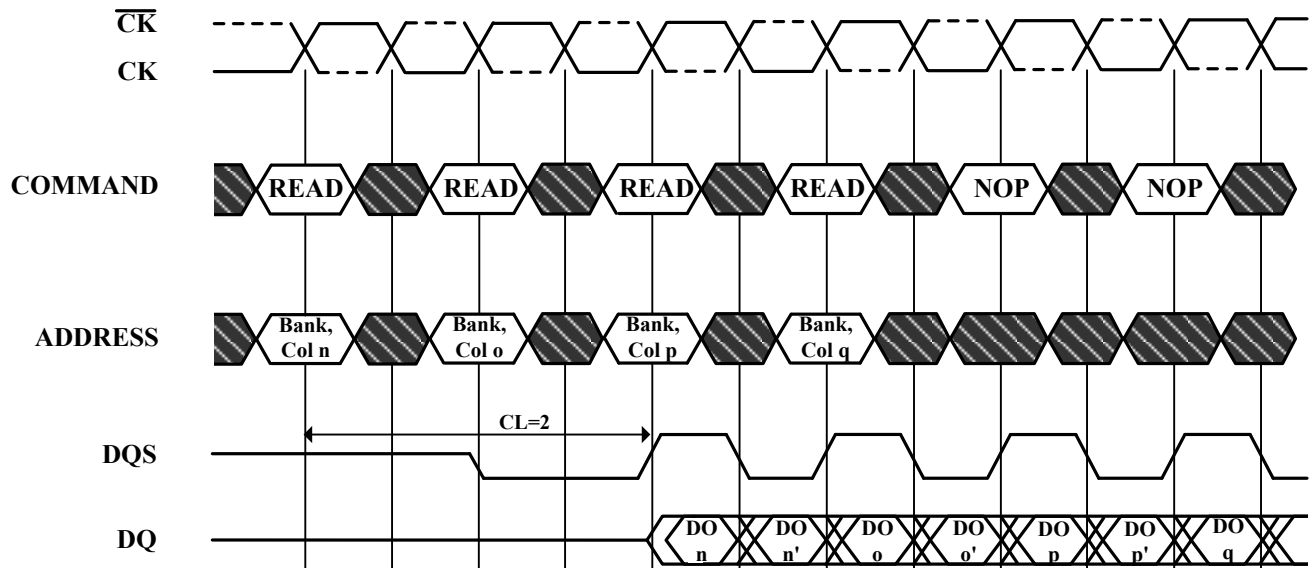 CK
CK
COMMAND READ READ READ READ NOP NOP
ADDRESS Bank, Bank, Bank, Bank,
Col n Col o Col p Col q
CL=2
DQS
DQ DO DO DO DO DO DO DO
n n' o o' p p' q